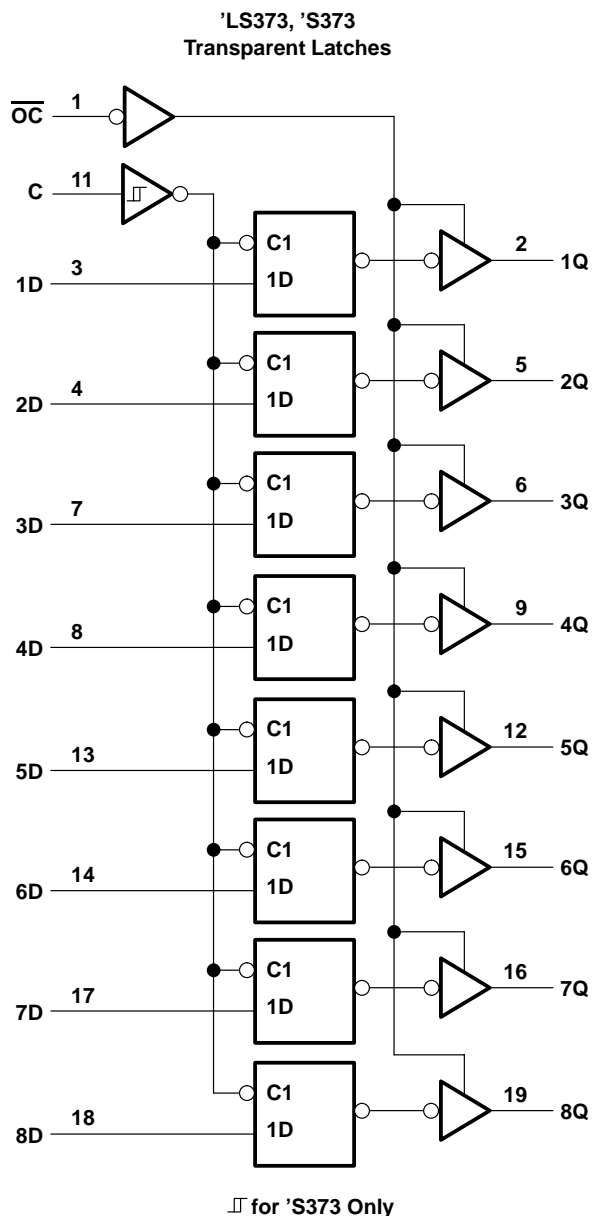 'LS373, 'S373
Transparent Latches
OC 1
C 11
C1 2 1Q
1D 3 1D
C1 5 2Q
2D 4 1D
C1 6 3Q
3D 7 1D
C1 9 4Q
4D 8 1D
C1 12 5Q
5D 13 1D
C1 15 6Q
6D 14 1D
C1 16 7Q
7D 17 1D
C1 19 8Q
8D 18 1D
for 'S373 Only